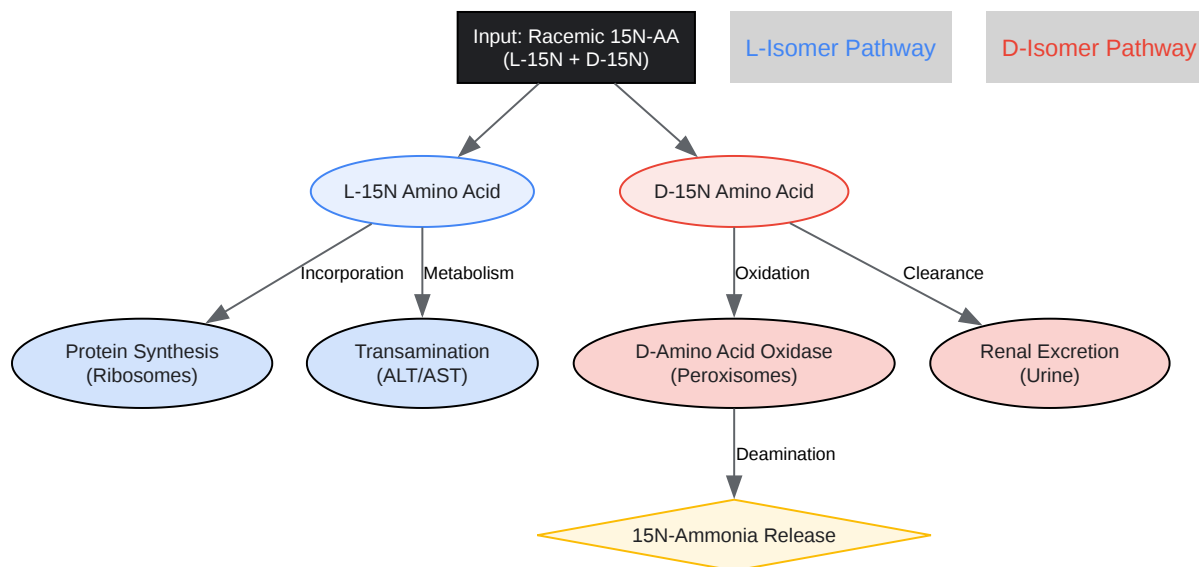 Input: Racemic 15N-AA
(L-15N + D-15N)
L-Isomer Pathway
D-Isomer Pathway
L-15N Amino Acid
D-15N Amino Acid
Incorporation
Metabolism
Oxidation
Clearance
Protein Synthesis
(Ribosomes)
Transamination
(ALT/AST)
D-Amino Acid Oxidase
(Peroxisomes)
Renal Excretion
(Urine)
Deamination
15N-Ammonia Release